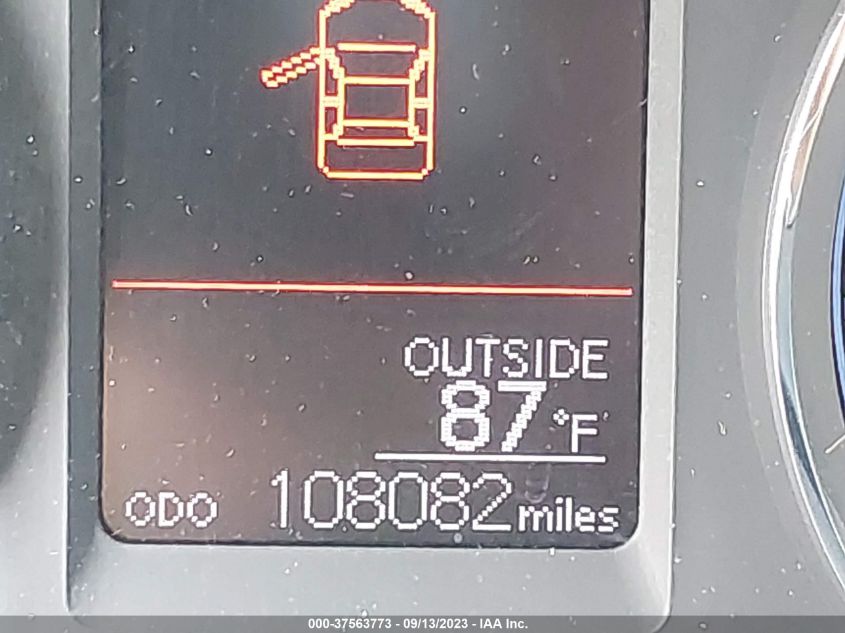 OUTSIDE
87°F
ODO 108082 miles
000-37563773 - 09/13/2023 - IAA Inc.